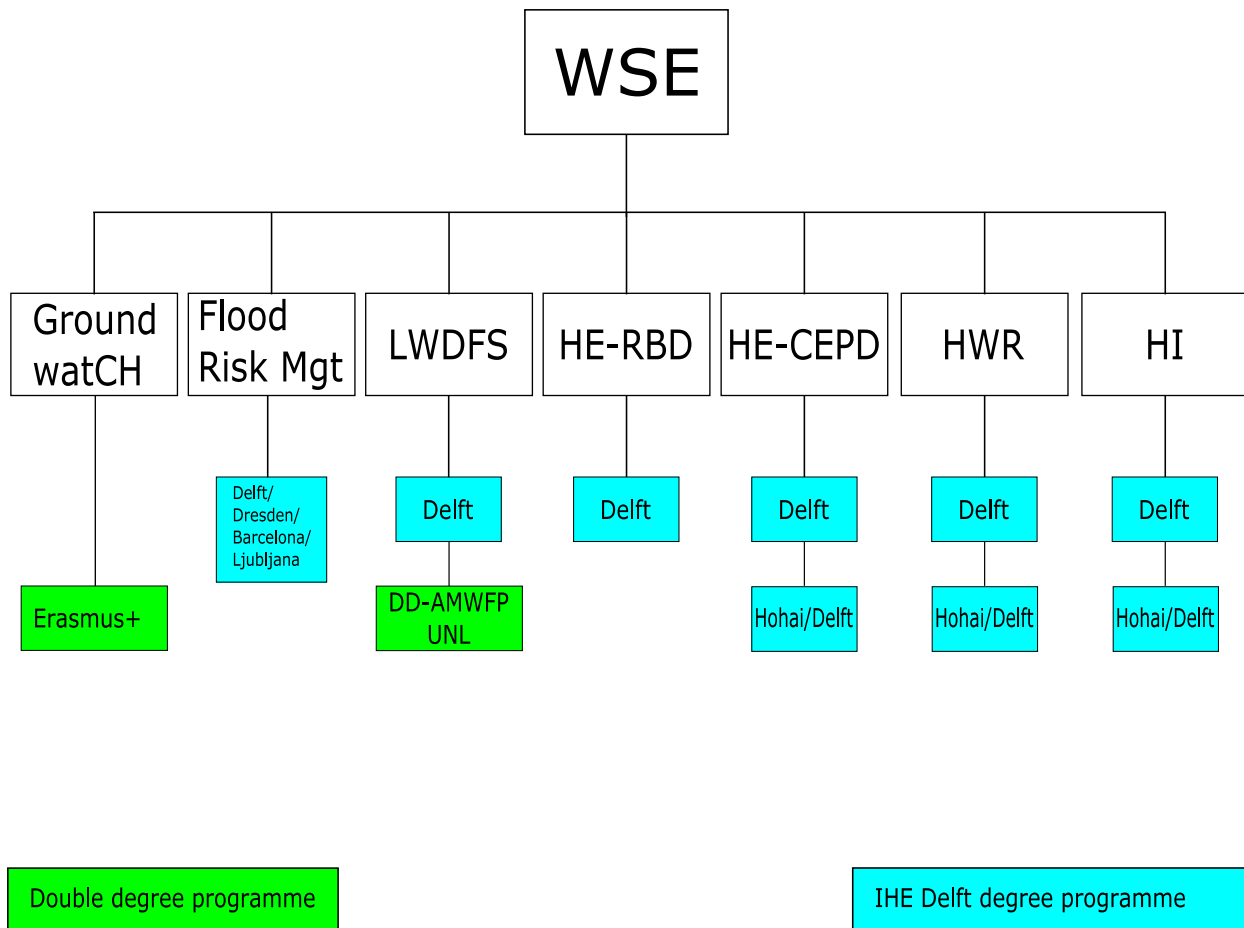 WSE
Ground
watCH
Flood
Risk Mgt
LWDFS
HE-RBD
HE-CEPD
HWR
HI
Delft/
Dresden/
Barcelona/
Ljubljana
Delft
Delft
Delft
Delft
Delft
Erasmus+
DD-AMWFP
UNL
Hohai/Delft
Hohai/Delft
Hohai/Delft
Double degree programme
IHE Delft degree programme